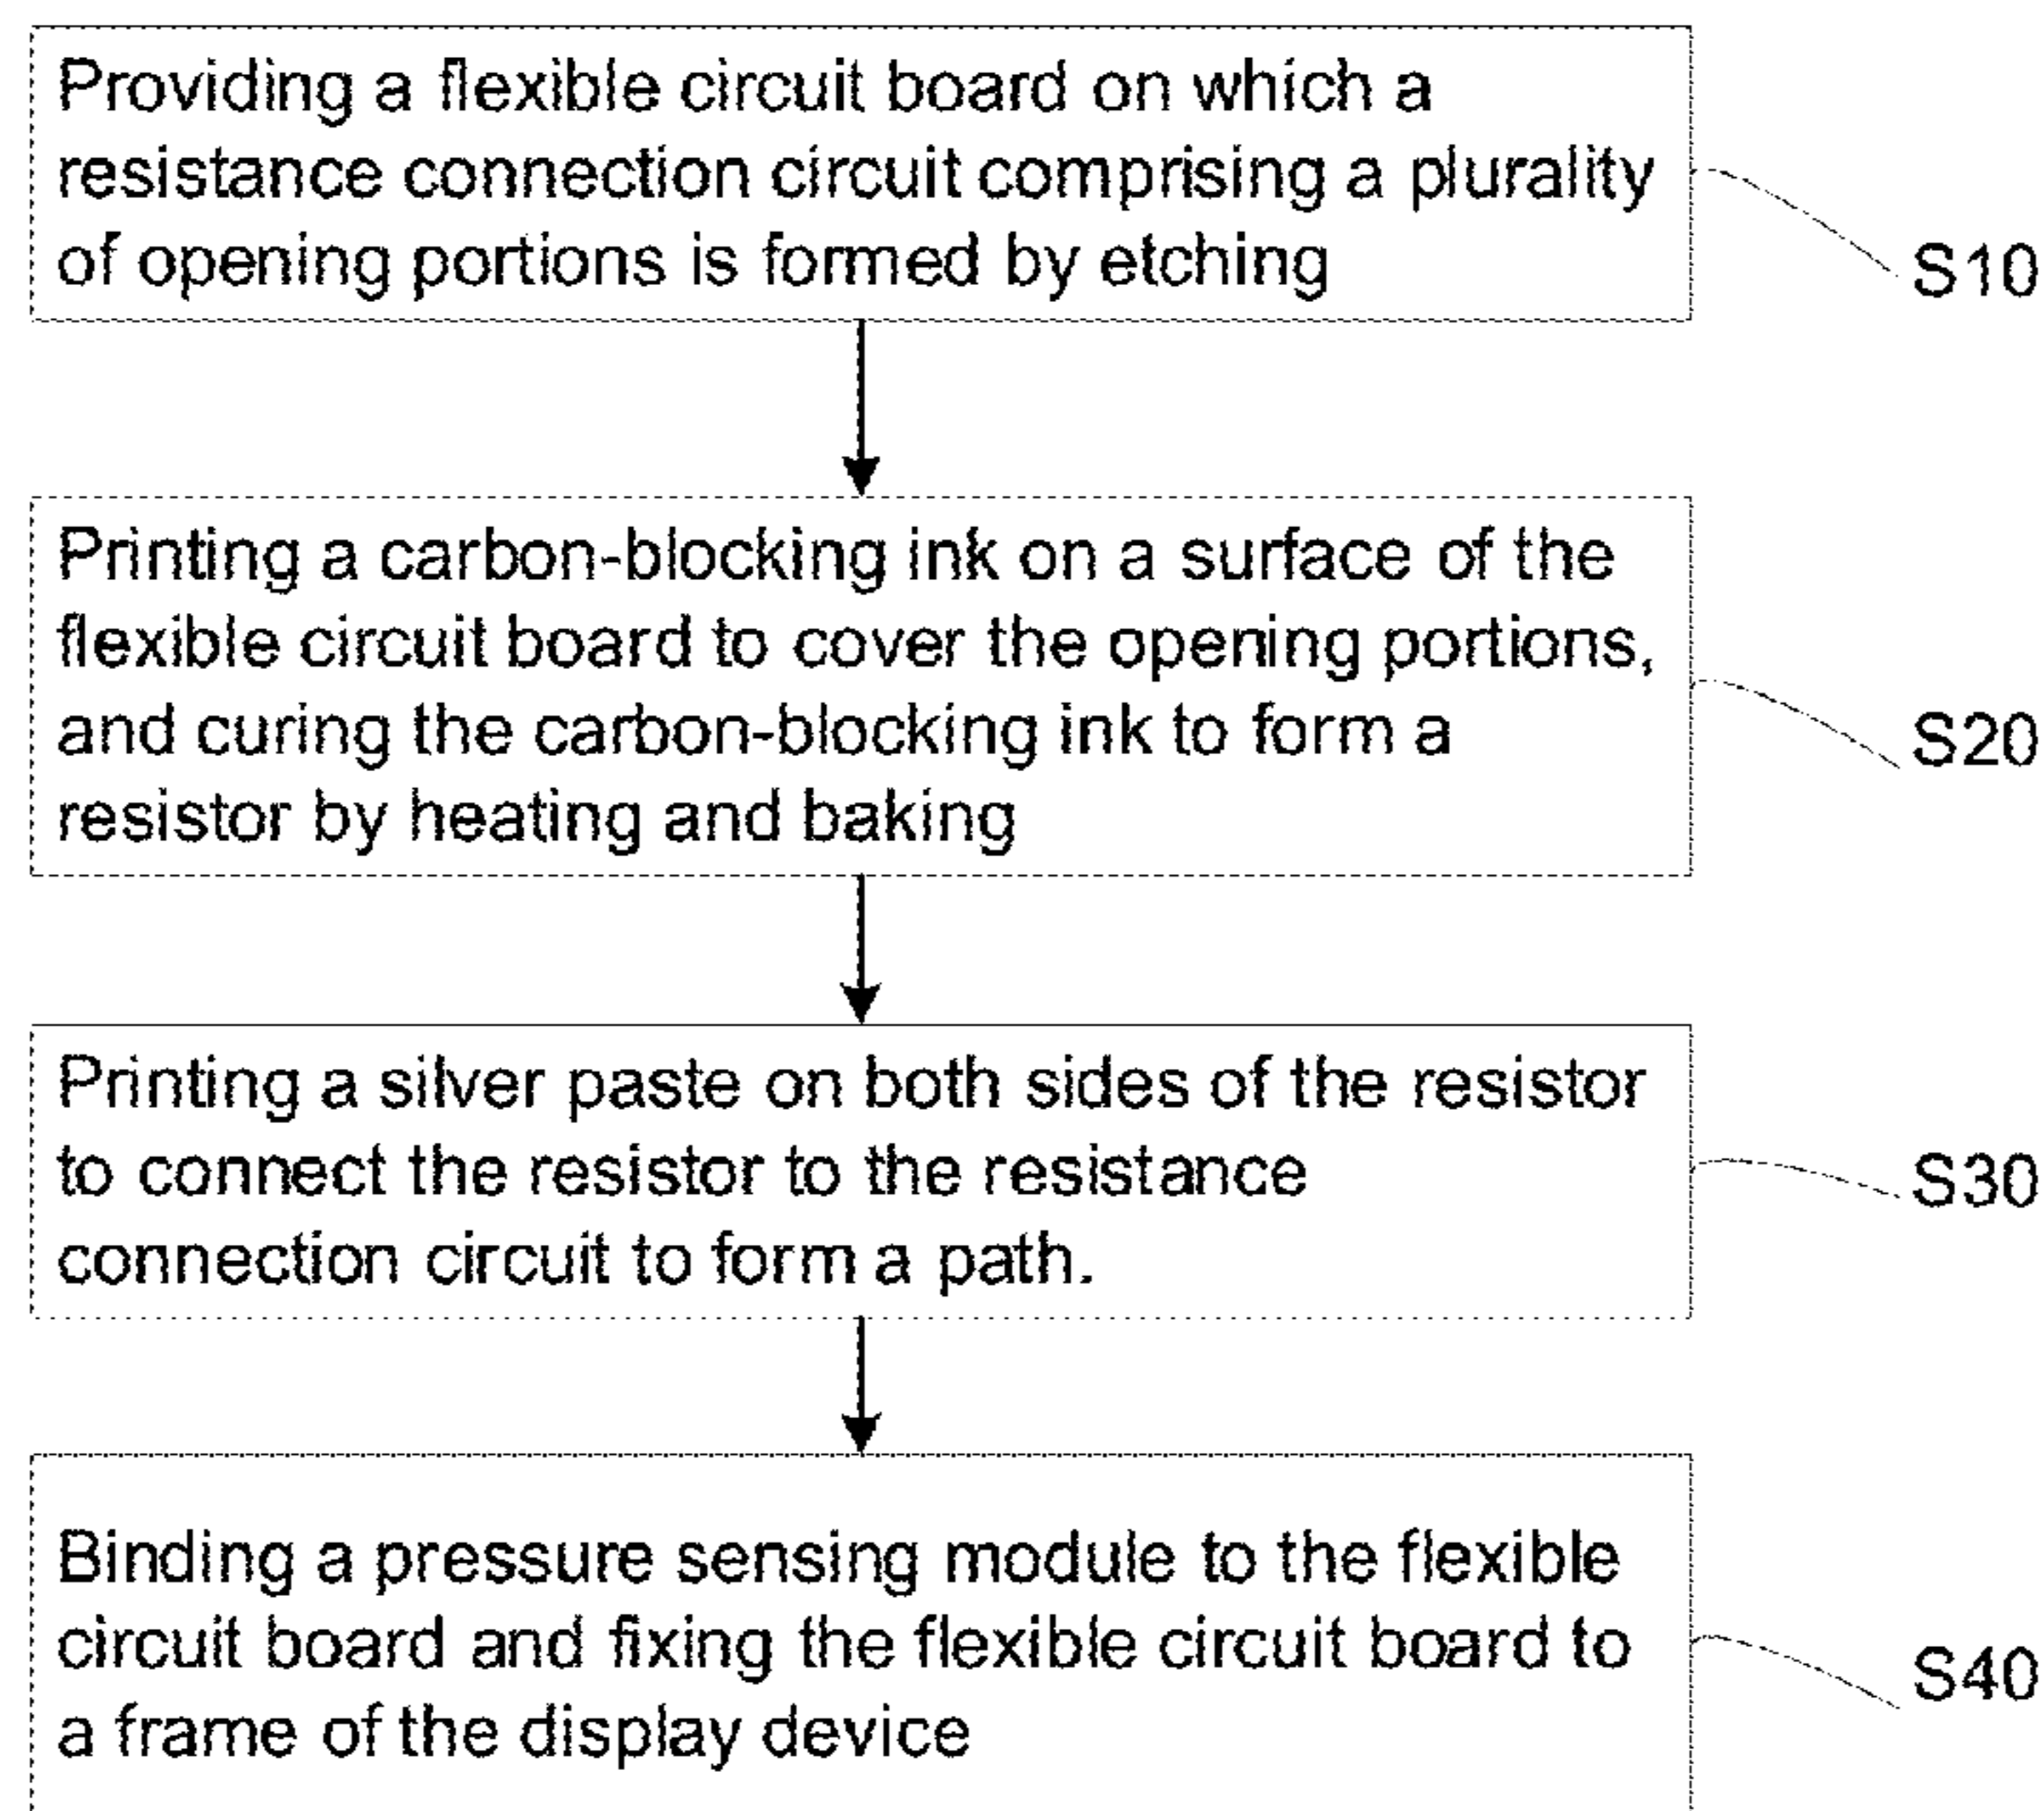 Providing a flexible circuit board on which a
resistance connection circuit comprising a plurality
of opening portions is formed by etching
S10
Printing a carbon-blocking ink on a surface of the
flexible circuit board to cover the opening portions,
and curing the carbon-blocking ink to form a
resistor by heating and baking
S20
Printing a silver paste on both sides of the resistor
to connect the resistor to the resistance
connection circuit to form a path.
S30
Binding a pressure sensing module to the flexible
circuit board and fixing the flexible circuit board to
a frame of the display device
S40